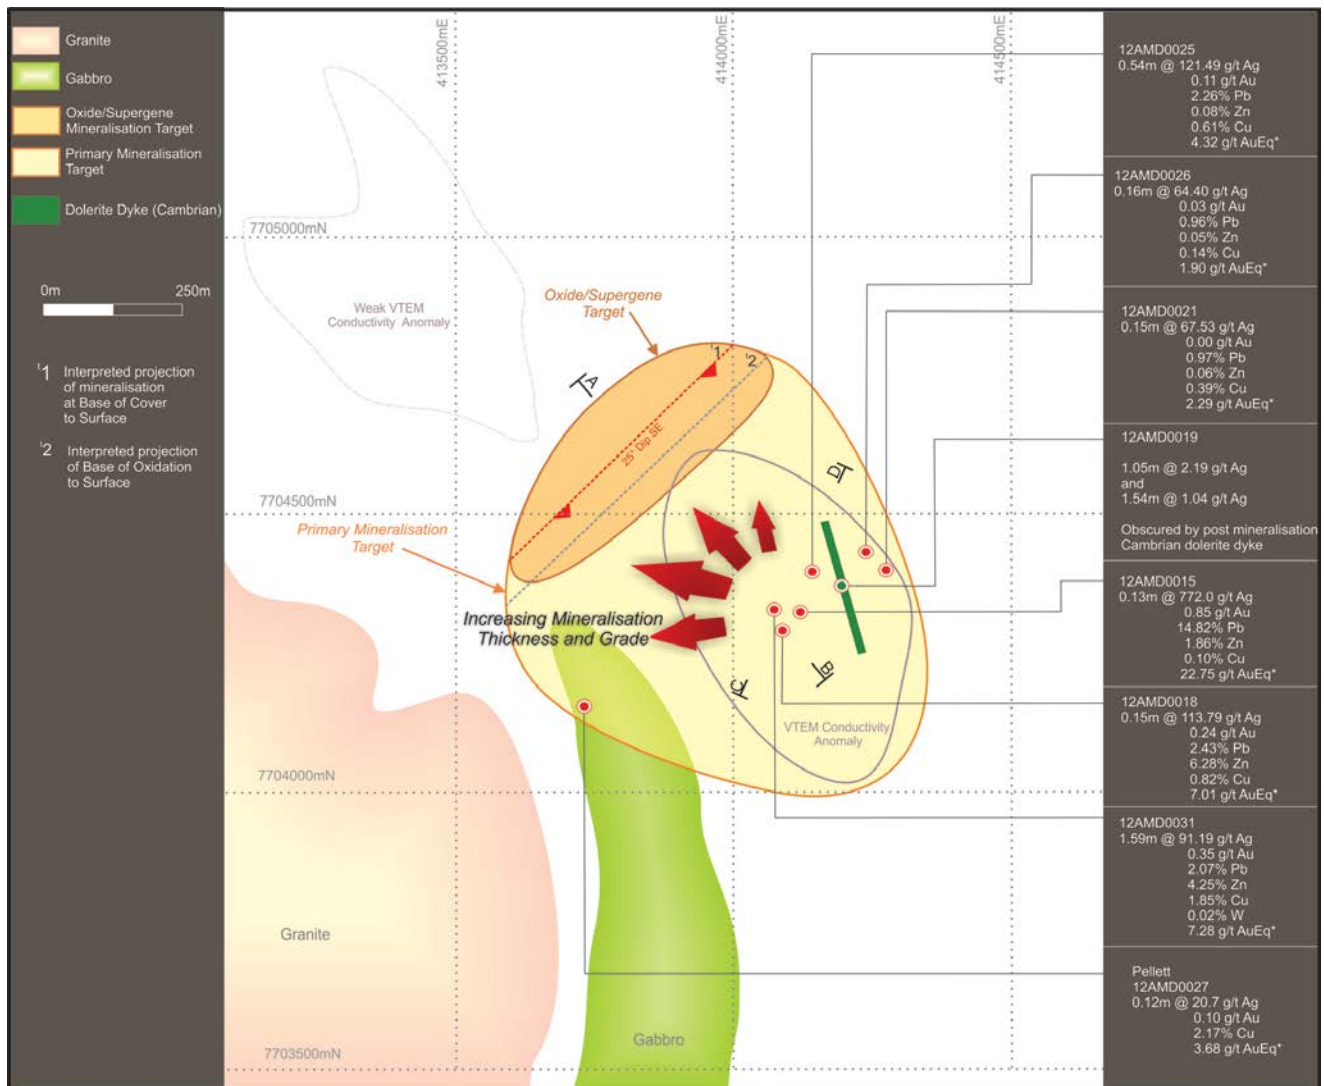 Granite
Gabbro
Oxide/Supergene
Mineralisation Target
Primary Mineralisation
Target
Dolerite Dyke (Cambrian)
0m 250m
t1 Interpreted projection
of mineralisation
at Base of Cover
to Surface
t2 Interpreted projection
of Base of Oxidation
to Surface
413500mE
414000mE
414500mE
7705000mN
7704500mN
7704000mN
7703500mN
Weak VTEM
Conductivity Anomaly
Oxide/Supergene
Target
t1
t2
A
25° Dip SE
D
Primary Mineralisation
Target
Increasing Mineralisation
Thickness and Grade
C
B
VTEM Conductivity
Anomaly
Granite
Gabbro
12AMD0025
0.54m @ 121.49 g/t Ag
0.11 g/t Au
2.26% Pb
0.08% Zn
0.61% Cu
4.32 g/t AuEq*
12AMD0026
0.16m @ 64.40 g/t Ag
0.03 g/t Au
0.96% Pb
0.05% Zn
0.14% Cu
1.90 g/t AuEq*
12AMD0021
0.15m @ 67.53 g/t Ag
0.00 g/t Au
0.97% Pb
0.06% Zn
0.39% Cu
2.29 g/t AuEq*
12AMD0019
1.05m @ 2.19 g/t Ag
and
1.54m @ 1.04 g/t Ag
Obscured by post mineralisation
Cambrian dolerite dyke
12AMD0015
0.13m @ 772.0 g/t Ag
0.85 g/t Au
14.82% Pb
1.86% Zn
0.10% Cu
22.75 g/t AuEq*
12AMD0018
0.15m @ 113.79 g/t Ag
0.24 g/t Au
2.43% Pb
6.28% Zn
0.82% Cu
7.01 g/t AuEq*
12AMD0031
1.59m @ 91.19 g/t Ag
0.35 g/t Au
2.07% Pb
4.25% Zn
1.85% Cu
0.02% W
7.28 g/t AuEq*
Pellett
12AMD0027
0.12m @ 20.7 g/t Ag
0.10 g/t Au
2.17% Cu
3.68 g/t AuEq*